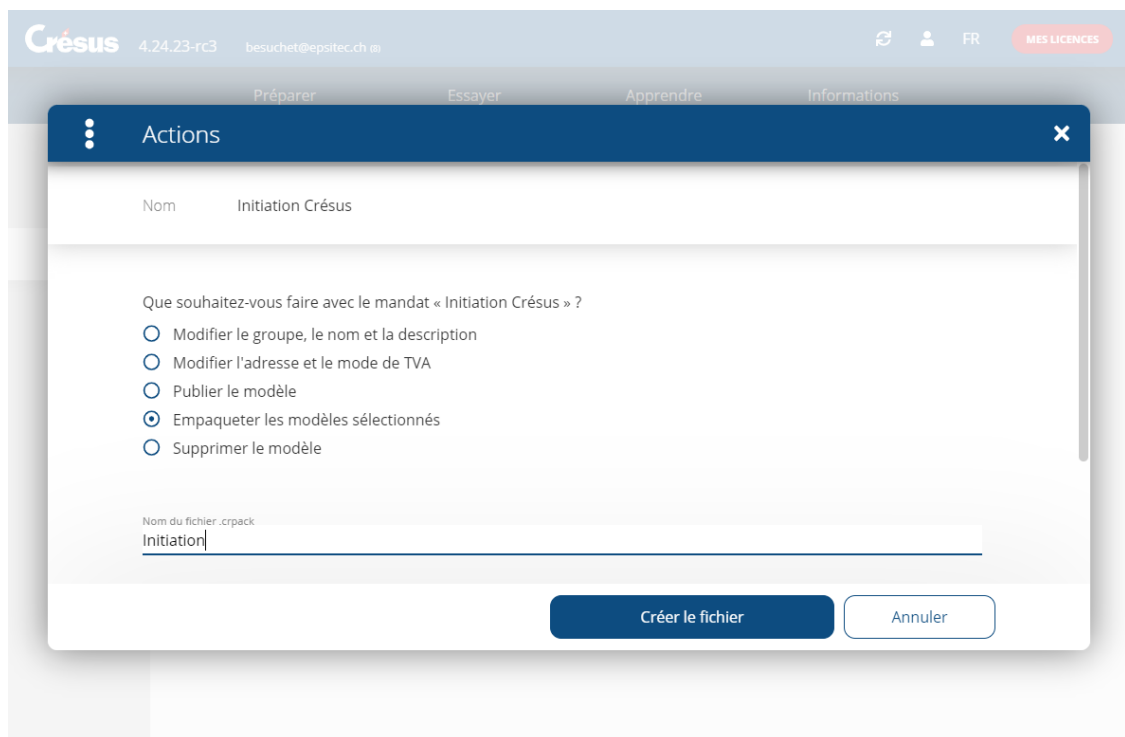 Crésus 4.24.23-rc3 besuchet@epsitec.ch (B) FR MES LICENCES
Préparer Essayer Apprendre Informations
Actions
Nom Initiation Crésus
Que souhaitez-vous faire avec le mandat « Initiation Crésus » ?
Modifier le groupe, le nom et la description
Modifier l'adresse et le mode de TVA
Publier le modèle
Empaqueter les modèles sélectionnés
Supprimer le modèle
Nom du fichier .crpack
Initiation
Créer le fichier Annuler